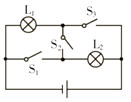 L₁ S₃
S₂
S₁ L₂